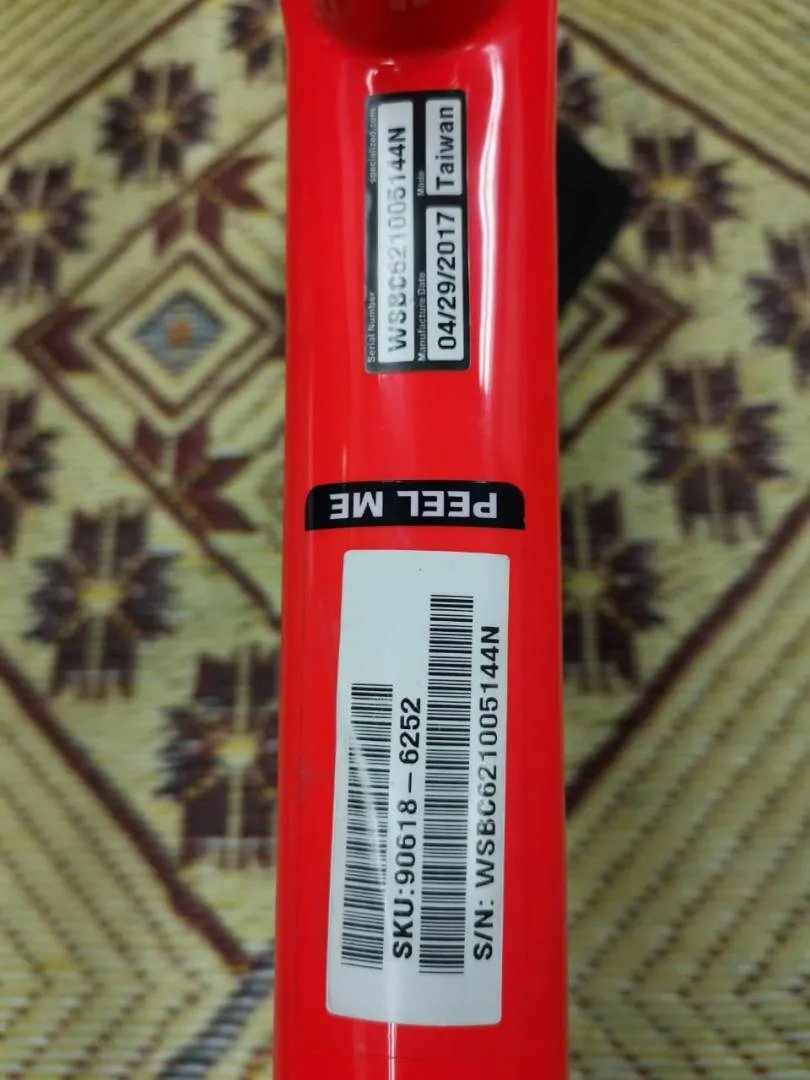 specialized.com
Serial Number
WSBC621005144N
Manufacture Date
04/29/2017
Made
Taiwan
PEEL ME
SKU:90618-6252
S/N: WSBC621005144N